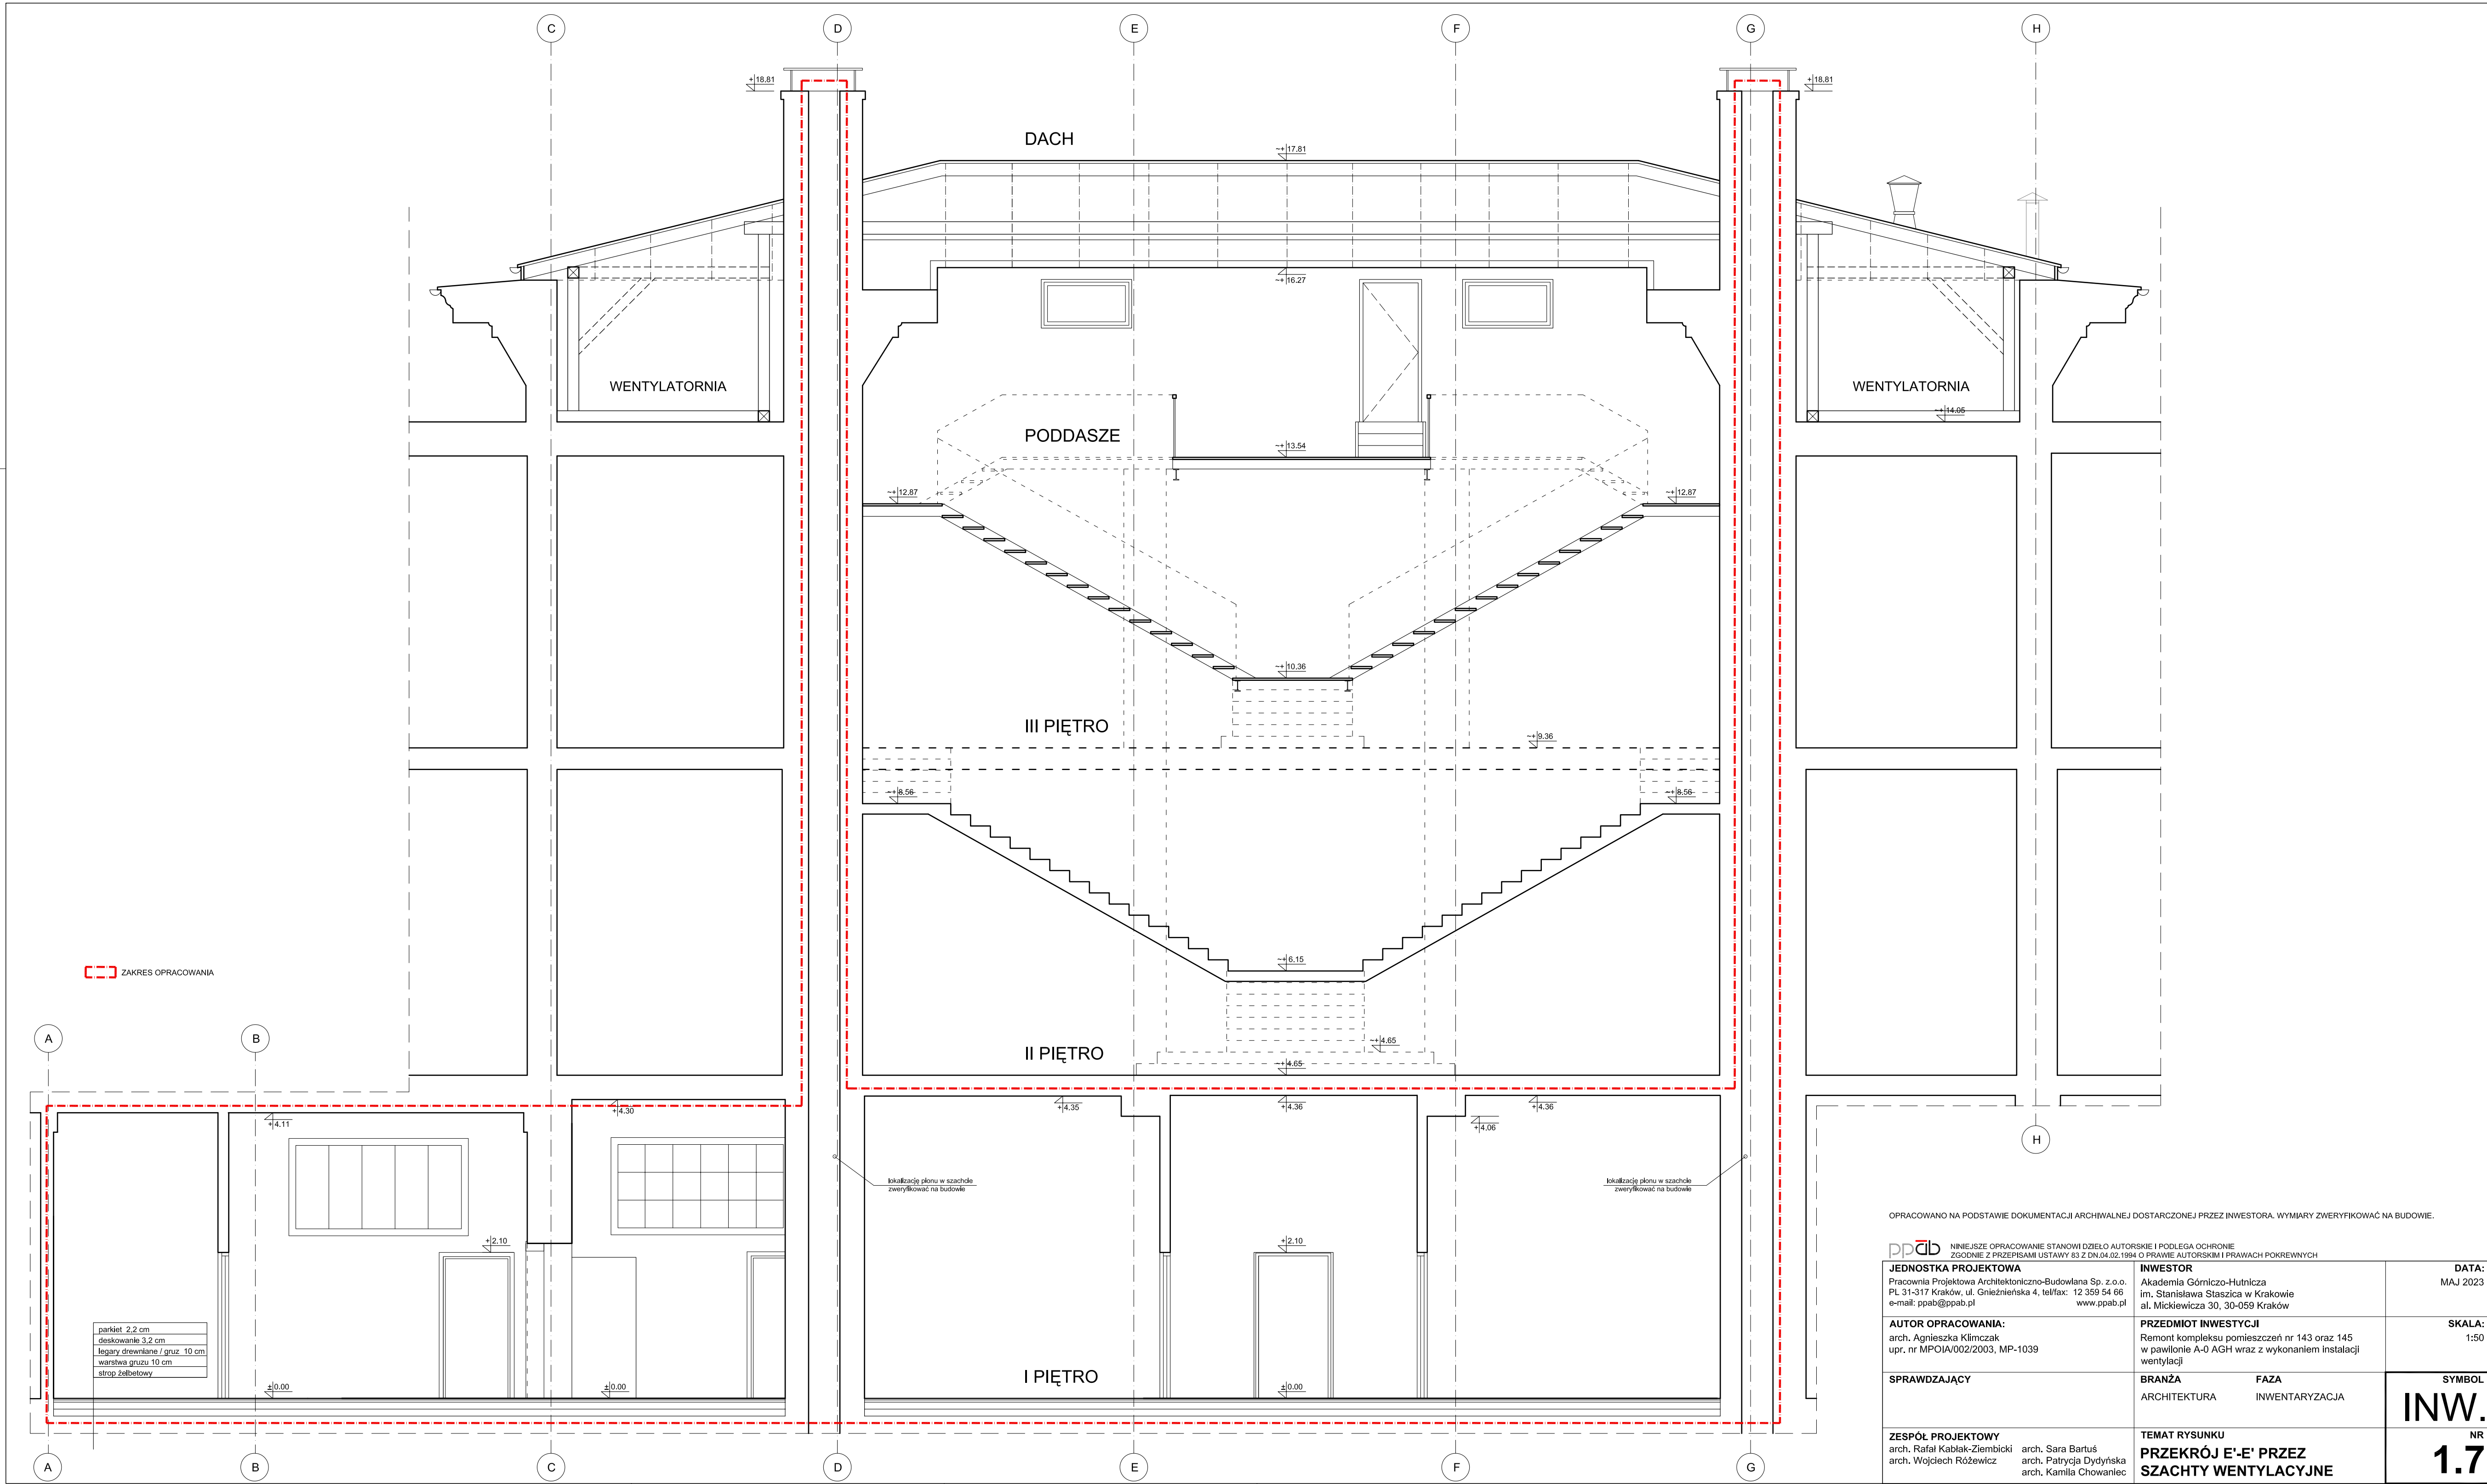 C
D
E
F
G
H
+18.81
+18.81
DACH
~+17.81
~+16.27
WENTYLATORNIA
WENTYLATORNIA
~+14.05
PODDASZE
~+13.54
~+12.87
~+12.87
~+10.36
III PIĘTRO
~+9.36
~+8.56
~+8.56
~+6.15
ZAKRES OPRACOWANIA
A
B
II PIĘTRO
~+4.65
~+4.65
+4.30
+4.11
+4.35
+4.36
+4.36
+4.06
H
lokalizację pionu w szachcie
zweryfikować na budowie
lokalizację pionu w szachcie
zweryfikować na budowie
+2.10
+2.10
parkiet 2,2 cm
deskowanie 3,2 cm
legary drewniane / gruz 10 cm
warstwa gruzu 10 cm
strop żelbetowy
I PIĘTRO
±0.00
±0.00
±0.00
A
B
C
D
E
F
G
OPRACOWANO NA PODSTAWIE DOKUMENTACJI ARCHIWALNEJ DOSTARCZONEJ PRZEZ INWESTORA. WYMIARY ZWERYFIKOWAĆ NA BUDOWIE.
ppab
NINIEJSZE OPRACOWANIE STANOWI DZIEŁO AUTORSKIE I PODLEGA OCHRONIE
ZGODNIE Z PRZEPISAMI USTAWY 83 Z DN.04.02.1994 O PRAWIE AUTORSKIM I PRAWACH POKREWNYCH
JEDNOSTKA PROJEKTOWA
Pracownia Projektowa Architektoniczno-Budowlana Sp. z.o.o.
PL 31-317 Kraków, ul. Gnieźnieńska 4, tel/fax: 12 359 54 66
e-mail: ppab@ppab.pl www.ppab.pl
INWESTOR
Akademia Górniczo-Hutnicza
im. Stanisława Staszica w Krakowie
al. Mickiewicza 30, 30-059 Kraków
DATA:
MAJ 2023
AUTOR OPRACOWANIA:
arch. Agnieszka Klimczak
upr. nr MPOIA/002/2003, MP-1039
PRZEDMIOT INWESTYCJI
Remont kompleksu pomieszczeń nr 143 oraz 145
w pawilonie A-0 AGH wraz z wykonaniem instalacji
wentylacji
SKALA:
1:50
SPRAWDZAJĄCY
BRANŻA
ARCHITEKTURA
FAZA
INWENTARYZACJA
SYMBOL
INW.
ZESPÓŁ PROJEKTOWY
arch. Rafał Kabłak-Ziembicki arch. Sara Bartuś
arch. Wojciech Różewicz arch. Patrycja Dydyńska
arch. Kamila Chowaniec
TEMAT RYSUNKU
PRZEKRÓJ E'-E' PRZEZ
SZACHTY WENTYLACYJNE
NR
1.7